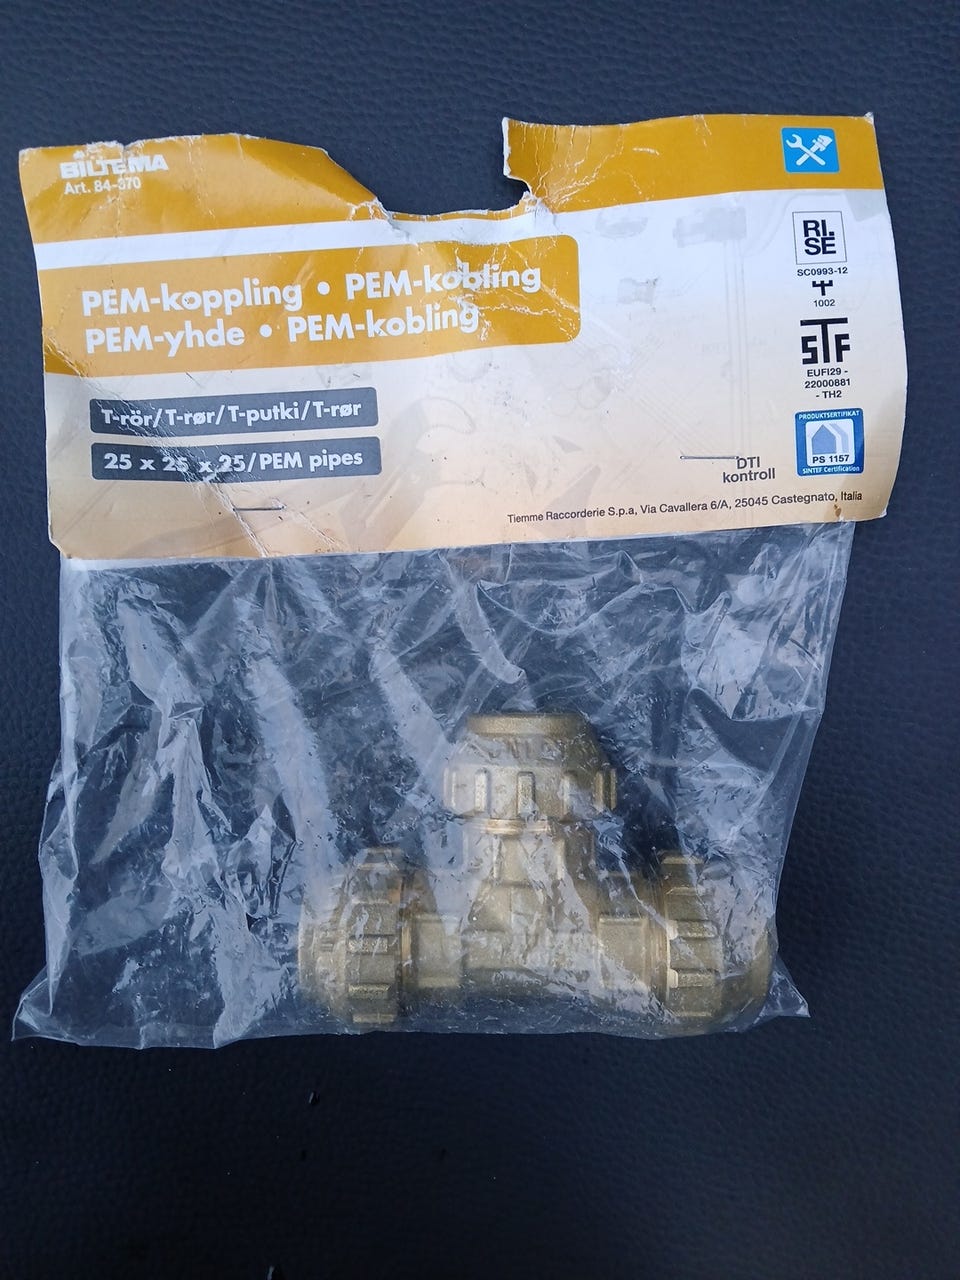 BILTEMA
Art. 84-370
PEM-koppling • PEM-kobling
PEM-yhde • PEM-kobling
T-rör/T-rør/T-putki/T-rør
25 x 25 x 25/PEM pipes
RI.
SE
SC0993-12
1002
STF
EUFI29 -
22000881
- TH2
PRODUKTSERTIFIKAT
PS 1157
SINTEF Certification
DTI
kontroll
Tiemme Raccorderie S.p.a, Via Cavallera 6/A, 25045 Castegnato, Italia